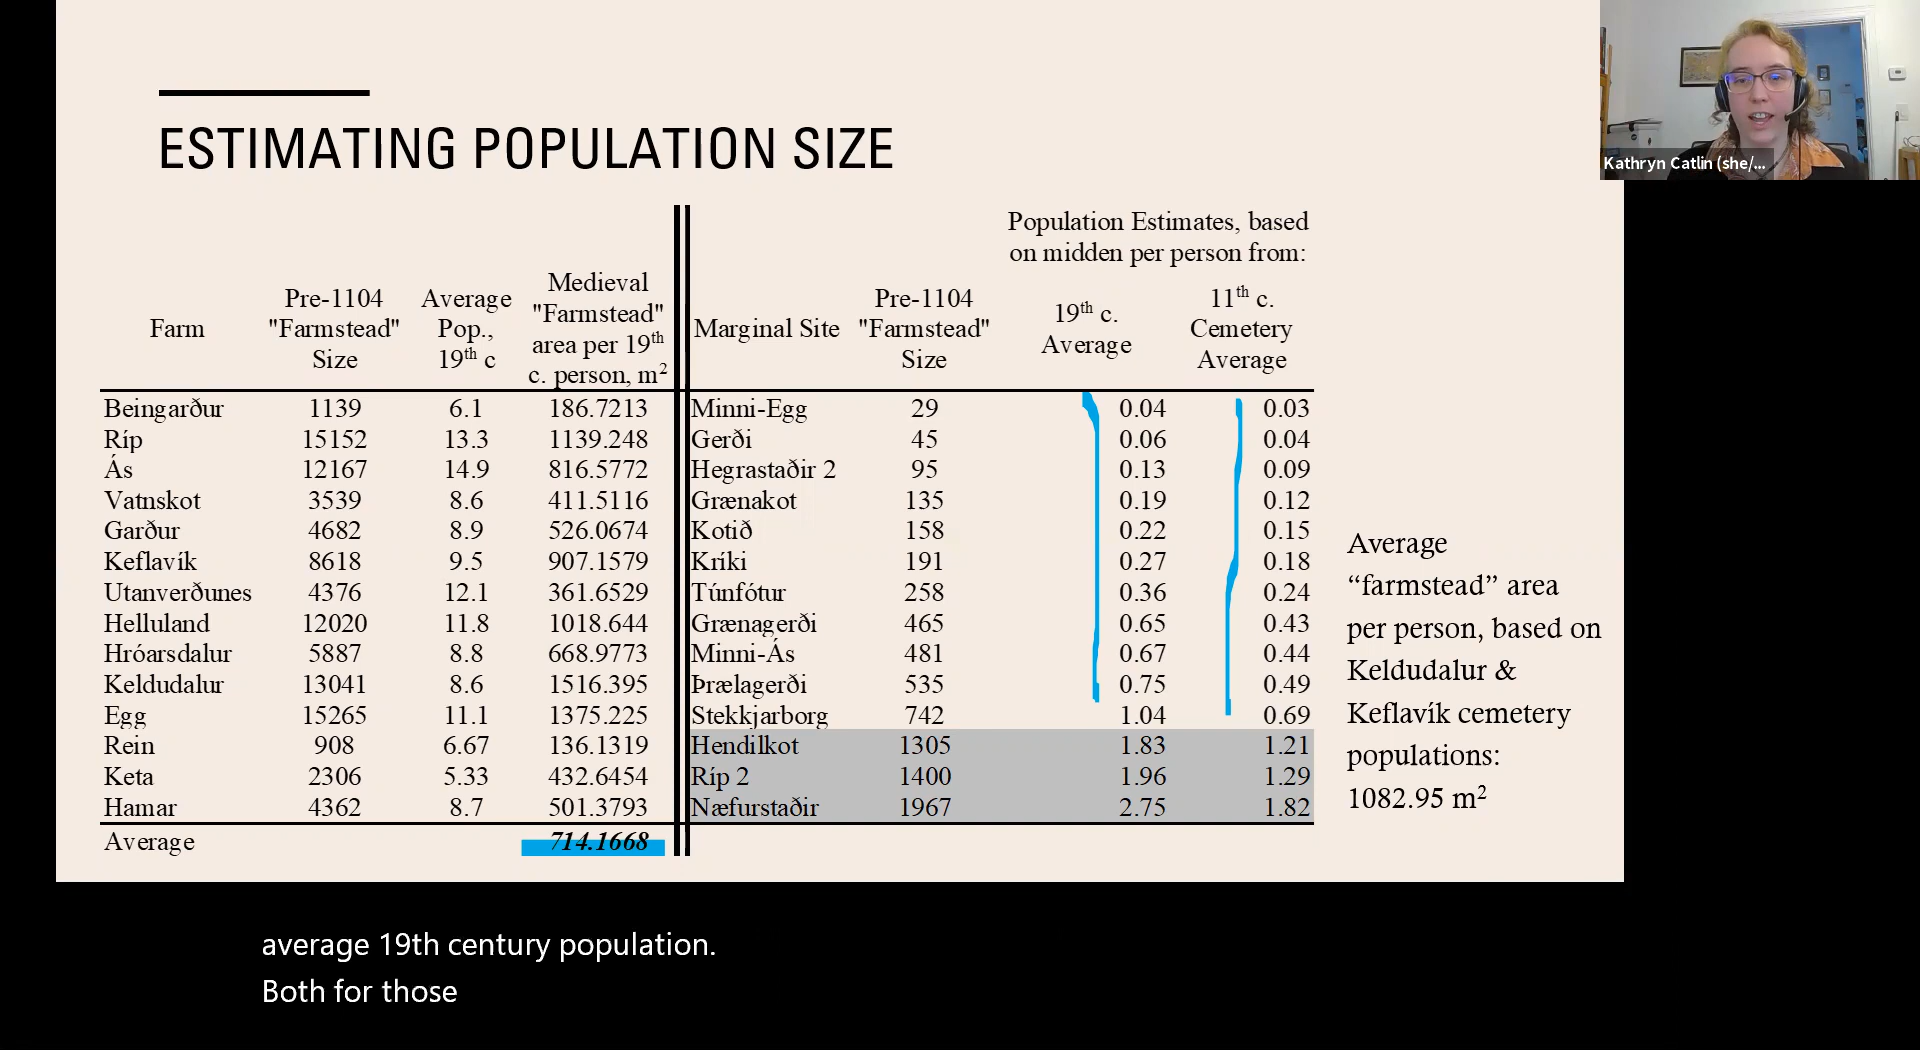 ESTIMATING POPULATION SIZE
Kathryn Catlin (she/...
Population Estimates, based
on midden per person from:
Farm Pre-1104 "Farmstead" Size Average Pop., 19th c Medieval "Farmstead" area per 19th c. person, m² Marginal Site Pre-1104 "Farmstead" Size 19th c. Average 11th c. Cemetery Average
Beingarður 1139 6.1 186.7213 Minni-Egg 29 0.04 0.03
Ríp 15152 13.3 1139.248 Gerði 45 0.06 0.04
Ás 12167 14.9 816.5772 Hegrastaðir 2 95 0.13 0.09
Vatnskot 3539 8.6 411.5116 Grænakot 135 0.19 0.12
Garður 4682 8.9 526.0674 Kotið 158 0.22 0.15
Keflavík 8618 9.5 907.1579 Kríki 191 0.27 0.18
Utanverðunes 4376 12.1 361.6529 Túnfótur 258 0.36 0.24
Helluland 12020 11.8 1018.644 Grænagerði 465 0.65 0.43
Hróarsdalur 5887 8.8 668.9773 Minni-Ás 481 0.67 0.44
Keldudalur 13041 8.6 1516.395 Þrælagerði 535 0.75 0.49
Egg 15265 11.1 1375.225 Stekkjarborg 742 1.04 0.69
Rein 908 6.67 136.1319 Hendilkot 1305 1.83 1.21
Keta 2306 5.33 432.6454 Ríp 2 1400 1.96 1.29
Hamar 4362 8.7 501.3793 Næfurstaðir 1967 2.75 1.82
Average 714.1668
Average
“farmstead” area
per person, based on
Keldudalur &
Keflavík cemetery
populations:
1082.95 m²
average 19th century population.
Both for those